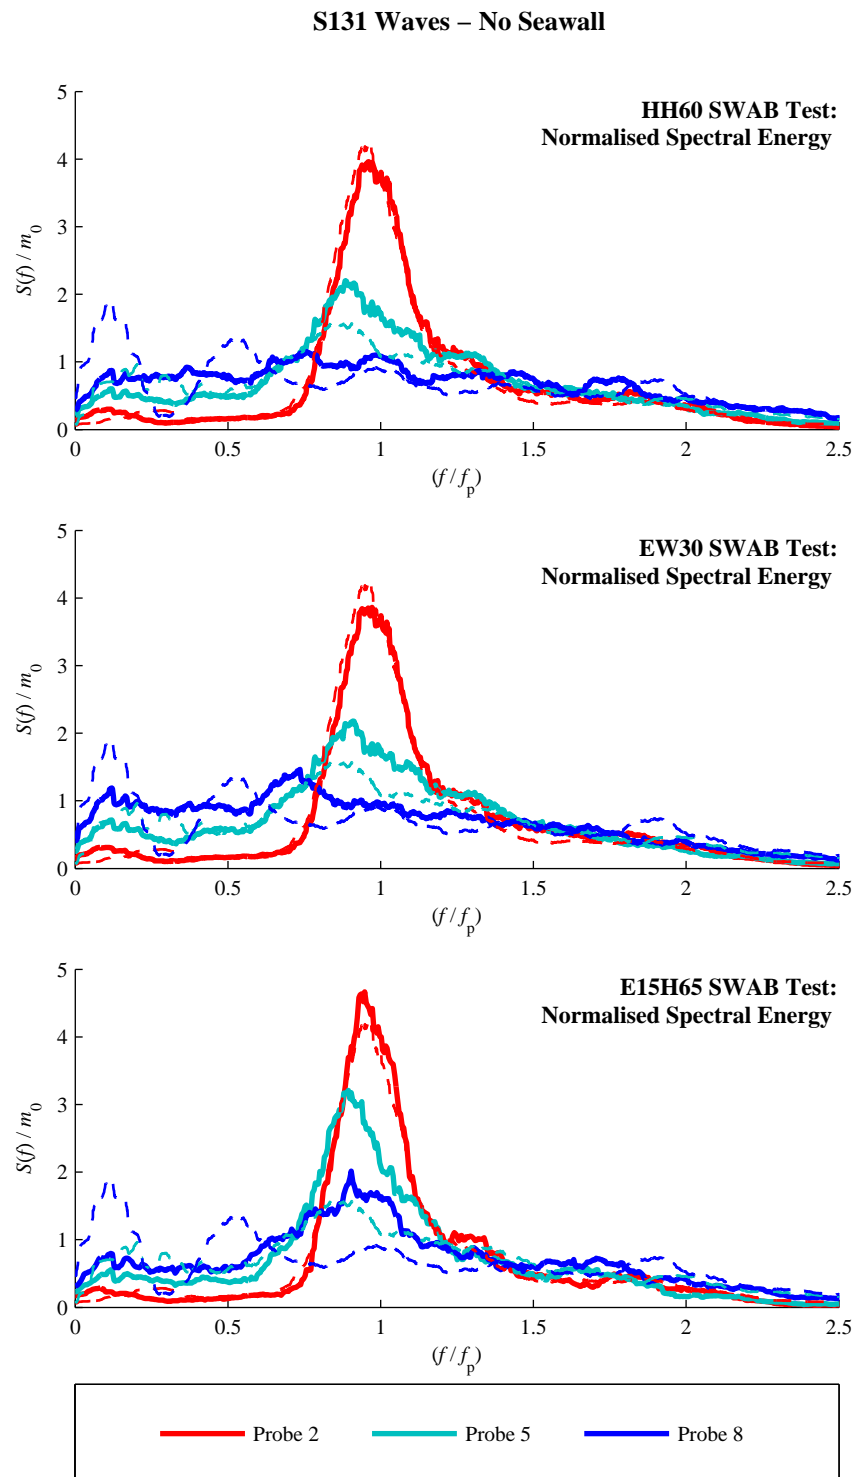 S131 Waves – No Seawall
HH60 SWAB Test:
Normalised Spectral Energy
S(f) / m0
5
4
3
2
1
0
0 0.5 1 1.5 2 2.5
(f / fp)
EW30 SWAB Test:
Normalised Spectral Energy
S(f) / m0
5
4
3
2
1
0
0 0.5 1 1.5 2 2.5
(f / fp)
E15H65 SWAB Test:
Normalised Spectral Energy
S(f) / m0
5
4
3
2
1
0
0 0.5 1 1.5 2 2.5
(f / fp)
Probe 2 Probe 5 Probe 8